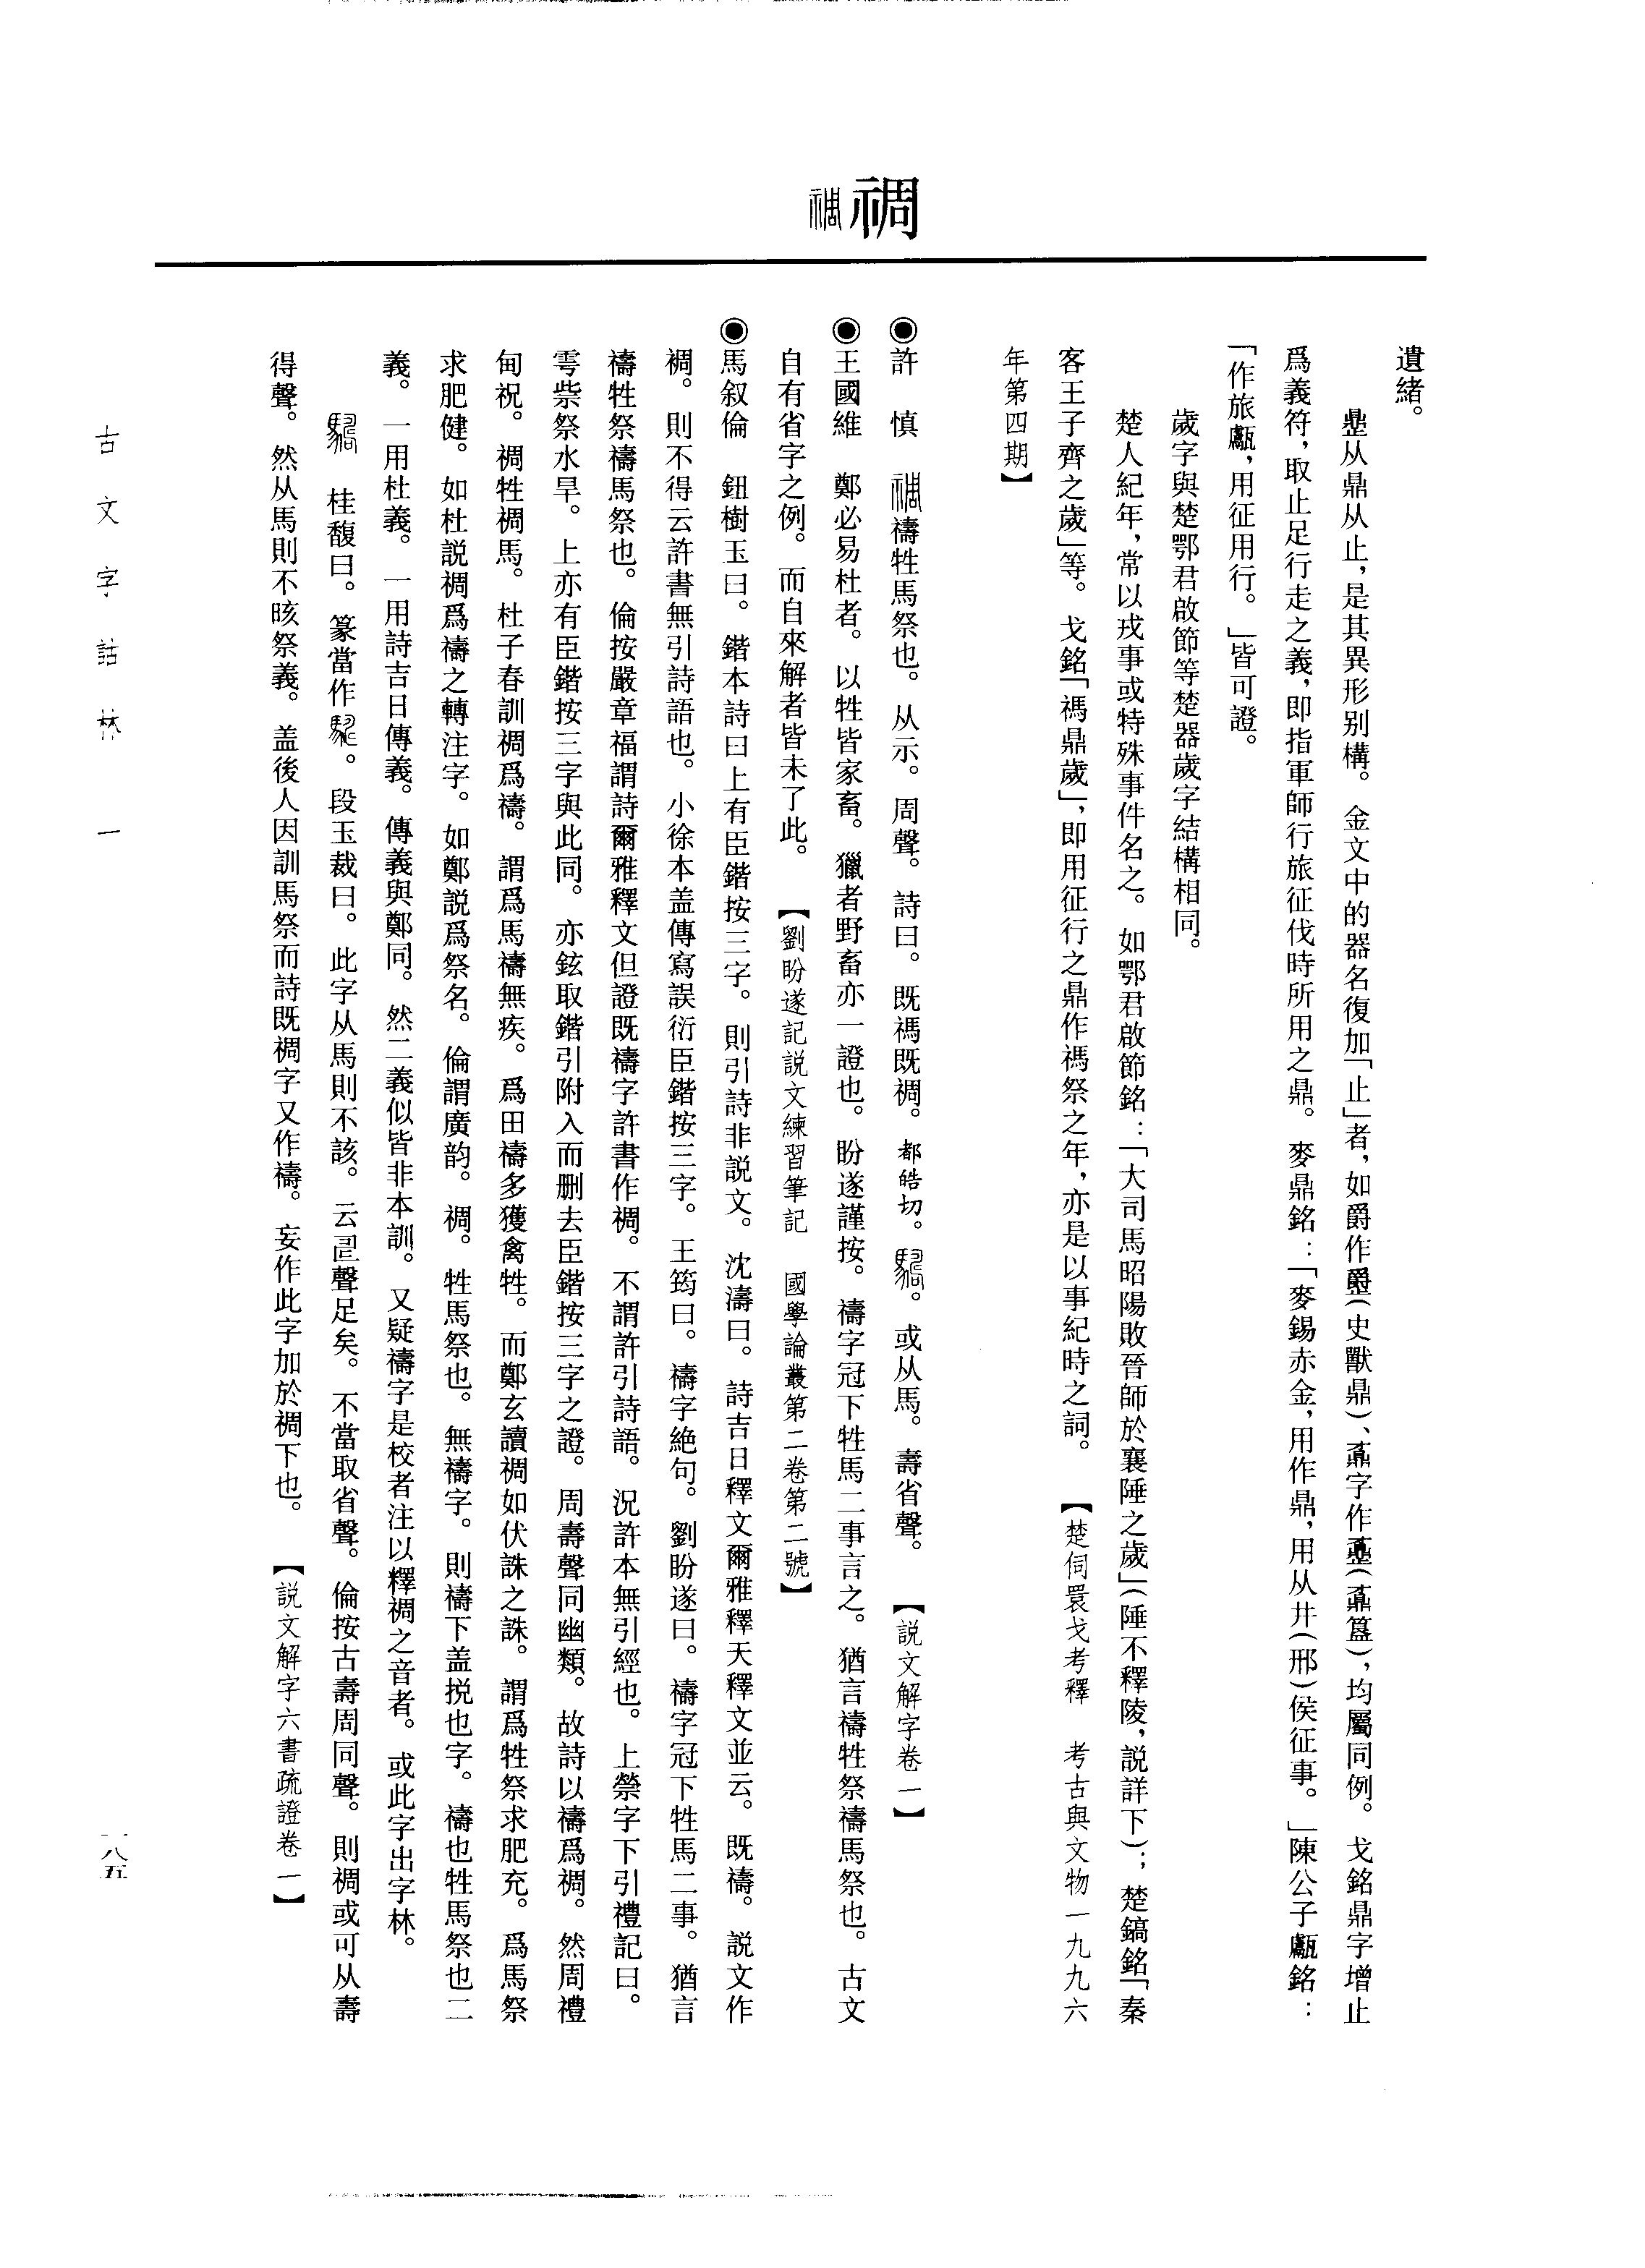 禂
遺緒。
从鼎从止，是其異形别構。金文中的器名復加「止」者，如爵作（史獸鼎）、字作（簋），均屬同例。戈銘鼎字增止
爲義符，取止足行走之義，即指軍師行旅征伐時所用之鼎。麥鼎銘：「麥錫赤金，用作鼎，用从井（邢）侯征事。」陳公子甗銘：
「作旅甗，用征用行。」皆可證。
歲字與楚鄂君啟節等楚器歲字結構相同。
楚人紀年，常以戎事或特殊事件名之。如鄂君啟節銘：「大司馬昭陽敗晉師於襄陲之歲」（陲不釋陵，説詳下）；楚鎬銘「秦
客王子齊之歲」等。戈銘「禡鼎歲」，即用征行之鼎作禡祭之年，亦是以事紀時之詞。　【楚伺睘戈考釋　考古與文物一九九六
年第四期】
◉許　慎　禱牲馬祭也。从示。周聲。詩曰。既禡既禂。都皓切。。或从馬。壽省聲。　【説文解字卷一】
◉王國維　鄭必易杜者。以牲皆家畜。獵者野畜亦一證也。盼遂謹按。禱字冠下牲馬二事言之。猶言禱牲祭禱馬祭也。古文
自有省字之例。而自來解者皆未了此。　【劉盼遂記説文練習筆記　國學論叢第二卷第二號】
◉馬叙倫　鈕樹玉曰。鍇本詩曰上有臣鍇按三字。則引詩非説文。沈濤曰。詩吉日釋文爾雅釋天釋文並云。既禱。説文作
禂。則不得云許書無引詩語也。小徐本盖傳寫誤衍臣鍇按三字。王筠曰。禱字絶句。劉盼遂曰。禱字冠下牲馬二事。猶言
禱牲祭禱馬祭也。倫按嚴章福謂詩爾雅釋文但證既禱字許書作禂。不謂許引詩語。況許本無引經也。上禜字下引禮記曰。
雩祡祭水旱。上亦有臣鍇按三字與此同。亦鉉取鍇引附入而删去臣鍇按三字之證。周壽聲同幽類。故詩以禱爲禂。然周禮
甸祝。禂牲禂馬。杜子春訓禂爲禱。謂爲馬禱無疾。爲田禱多獲禽牲。而鄭玄讀禂如伏誅之誅。謂爲牲祭求肥充。爲馬祭
求肥健。如杜説禂爲禱之轉注字。如鄭説爲祭名。倫謂廣韵。禂。牲馬祭也。無禱字。則禱下盖挩也字。禱也牲馬祭也二
義。一用杜義。一用詩吉日傳義。傳義與鄭同。然二義似皆非本訓。又疑禱字是校者注以釋禂之音者。或此字出字林。
桂馥曰。篆當作。段玉裁曰。此字从馬則不該。云聲足矣。不當取省聲。倫按古壽周同聲。則禂或可从壽
得聲。然从馬則不晐祭義。盖後人因訓馬祭而詩既禂字又作禱。妄作此字加於禂下也。　【説文解字六書疏證卷一】
古文字詁林　一
一八五